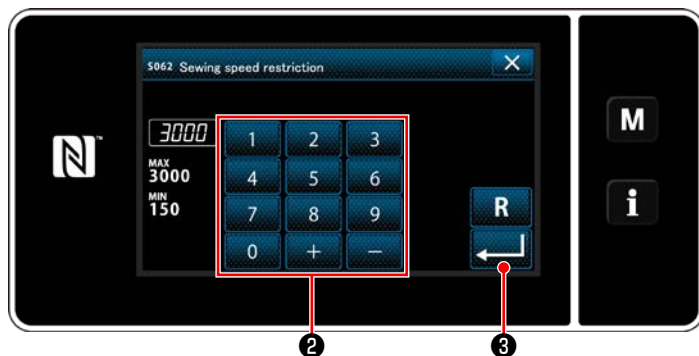 S062 Sewing speed restriction
3000
MAX
3000
MIN
150
1 2 3
4 5 6
7 8 9
0 + −
R
M
i
N™
❷ ❸